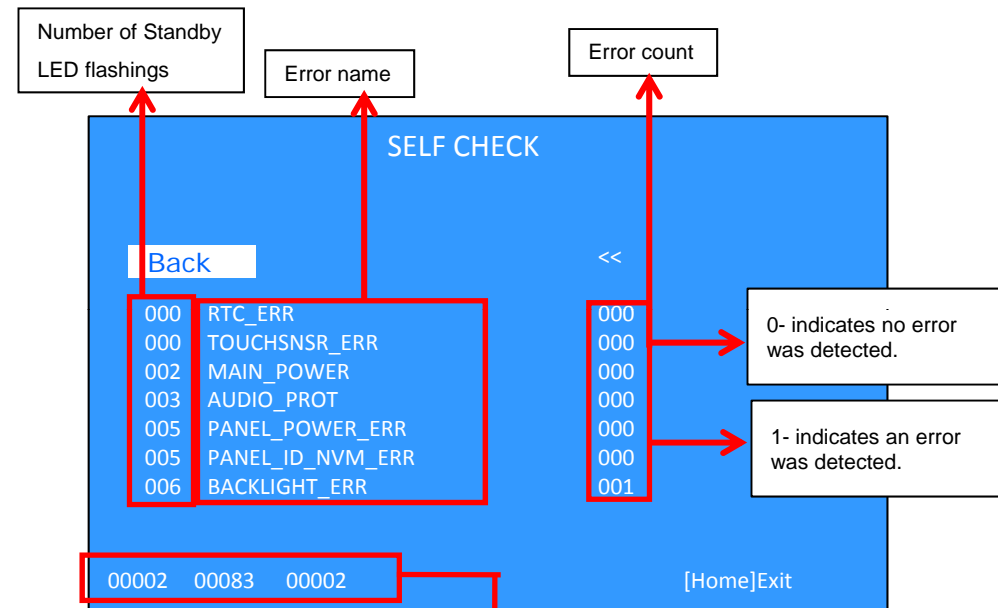 Number of Standby
LED flashings
Error name
Error count
SELF CHECK
Back <<
000 RTC_ERR 000
000 TOUCHSNSR_ERR 000
002 MAIN_POWER 000
003 AUDIO_PROT 000
005 PANEL_POWER_ERR 000
005 PANEL_ID_NVM_ERR 000
006 BACKLIGHT_ERR 001
0- indicates no error
was detected.
1- indicates an error
was detected.
00002 00083 00002 [Home]Exit